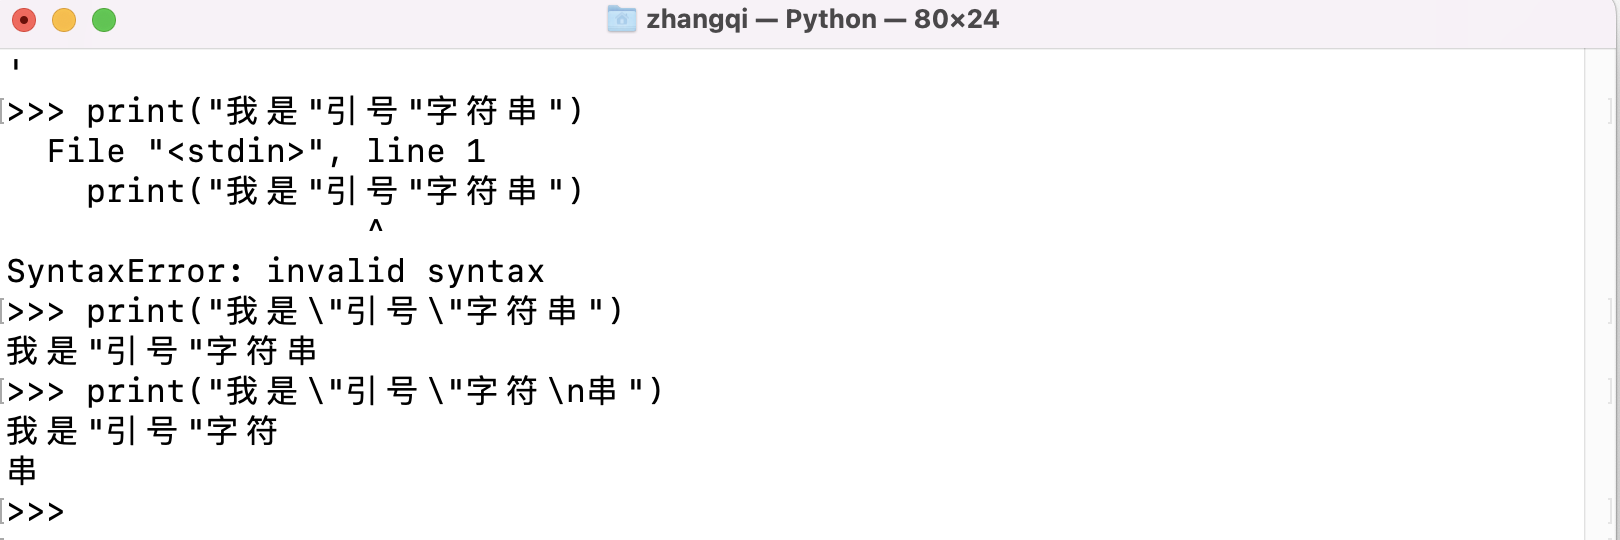 zhangqi — Python — 80×24
'
>>> print("我是"引号"字符串")
  File "<stdin>", line 1
    print("我是"引号"字符串")
                  ^
SyntaxError: invalid syntax
>>> print("我是\"引号\"字符串")
我是"引号"字符串
>>> print("我是\"引号\"字符\n串")
我是"引号"字符
串
>>>